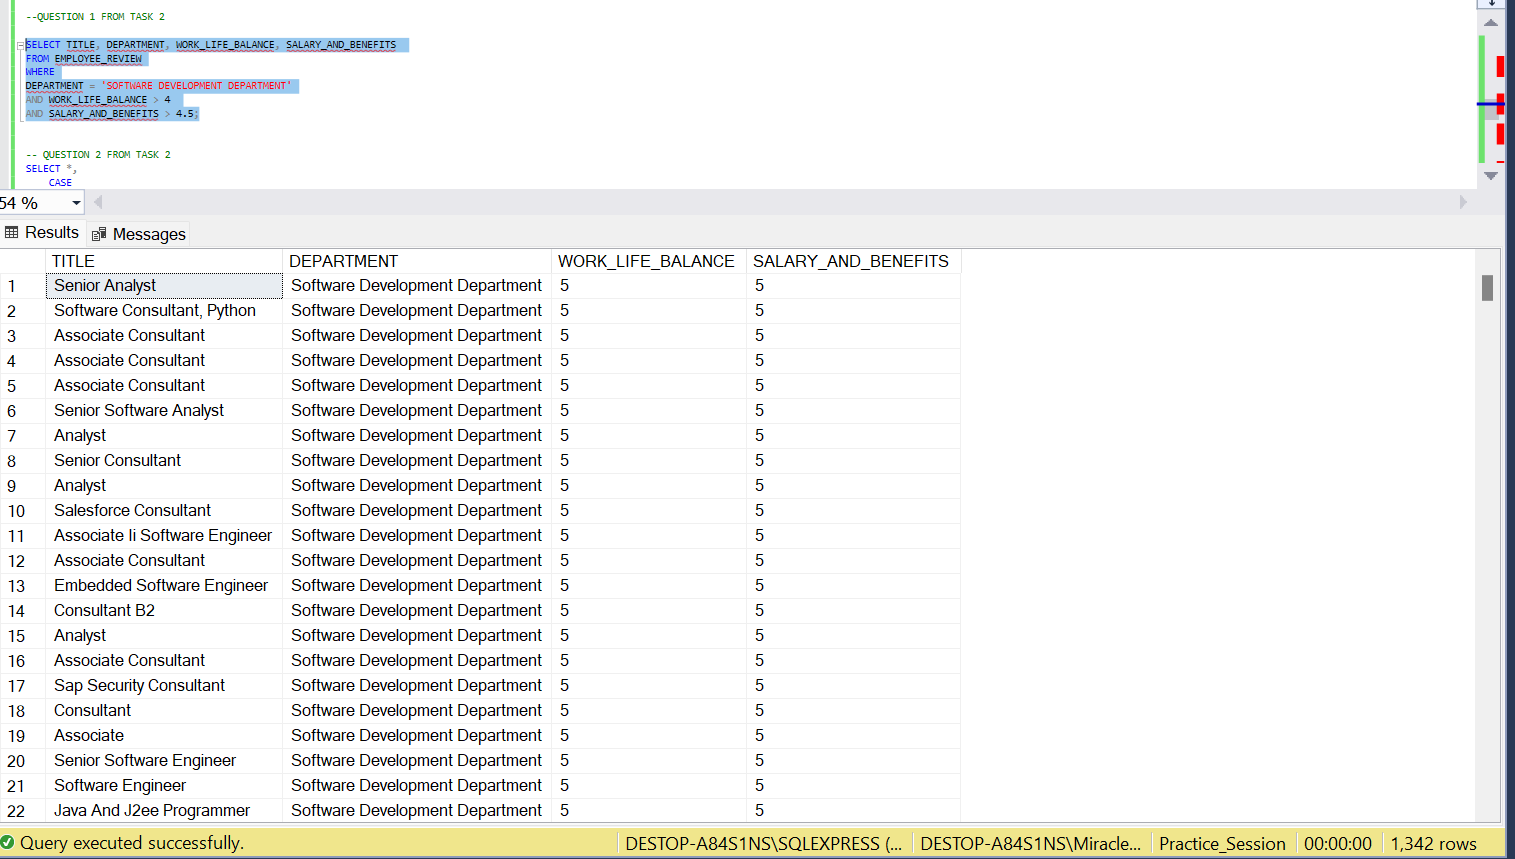 --QUESTION 1 FROM TASK 2
SELECT TITLE, DEPARTMENT, WORK_LIFE_BALANCE, SALARY_AND_BENEFITS
FROM EMPLOYEE_REVIEW
WHERE
DEPARTMENT = 'SOFTWARE DEVELOPMENT DEPARTMENT'
AND WORK_LIFE_BALANCE > 4
AND SALARY_AND_BENEFITS > 4.5;
-- QUESTION 2 FROM TASK 2
SELECT *,
CASE
54 %
Results Messages
TITLE DEPARTMENT WORK_LIFE_BALANCE SALARY_AND_BENEFITS
1 Senior Analyst Software Development Department 5 5
2 Software Consultant, Python Software Development Department 5 5
3 Associate Consultant Software Development Department 5 5
4 Associate Consultant Software Development Department 5 5
5 Associate Consultant Software Development Department 5 5
6 Senior Software Analyst Software Development Department 5 5
7 Analyst Software Development Department 5 5
8 Senior Consultant Software Development Department 5 5
9 Analyst Software Development Department 5 5
10 Salesforce Consultant Software Development Department 5 5
11 Associate Ii Software Engineer Software Development Department 5 5
12 Associate Consultant Software Development Department 5 5
13 Embedded Software Engineer Software Development Department 5 5
14 Consultant B2 Software Development Department 5 5
15 Analyst Software Development Department 5 5
16 Associate Consultant Software Development Department 5 5
17 Sap Security Consultant Software Development Department 5 5
18 Consultant Software Development Department 5 5
19 Associate Software Development Department 5 5
20 Senior Software Engineer Software Development Department 5 5
21 Software Engineer Software Development Department 5 5
22 Java And J2ee Programmer Software Development Department 5 5
Query executed successfully. DESTOP-A84S1NS\SQLEXPRESS (... DESTOP-A84S1NS\Miracle... Practice_Session 00:00:00 1,342 rows